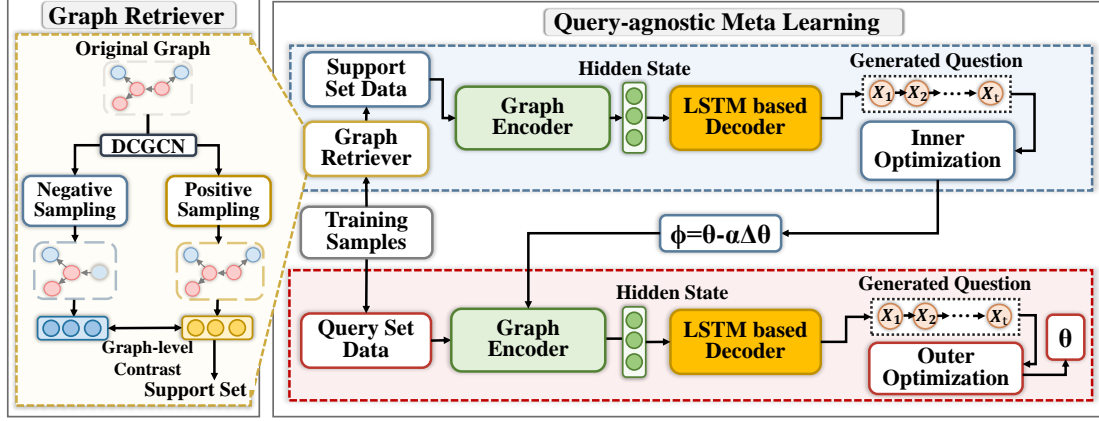 Graph Retriever
Original Graph
DCGCN
Negative
Sampling
Positive
Sampling
Graph-level
Contrast
Support Set
Query-agnostic Meta Learning
Support
Set Data
Graph
Retriever
Training
Samples
Query Set
Data
Graph
Encoder
Hidden State
LSTM based
Decoder
Generated Question
X1 X2 Xt
Inner
Optimization
ϕ=θ-αΔθ
Graph
Encoder
Hidden State
LSTM based
Decoder
Generated Question
X1 X2 Xt
Outer
Optimization
θ